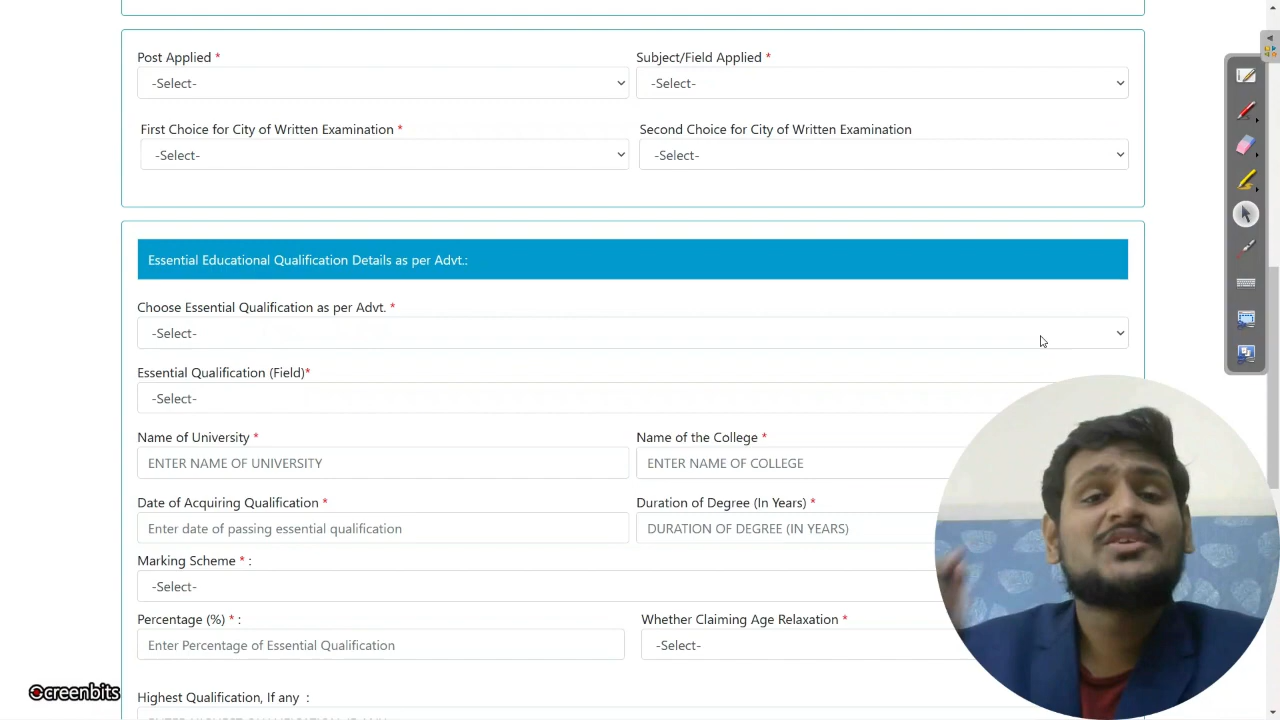 Post Applied *
Subject/Field Applied *
-Select-
-Select-
First Choice for City of Written Examination *
Second Choice for City of Written Examination
-Select-
-Select-
Essential Educational Qualification Details as per Advt.:
Choose Essential Qualification as per Advt. *
-Select-
Essential Qualification (Field)*
-Select-
Name of University *
Name of the College *
ENTER NAME OF UNIVERSITY
ENTER NAME OF COLLEGE
Date of Acquiring Qualification *
Duration of Degree (In Years) *
Enter date of passing essential qualification
DURATION OF DEGREE (IN YEARS)
Marking Scheme * :
-Select-
Percentage (%) * :
Whether Claiming Age Relaxation *
Enter Percentage of Essential Qualification
-Select-
screenbits
Highest Qualification, If any :